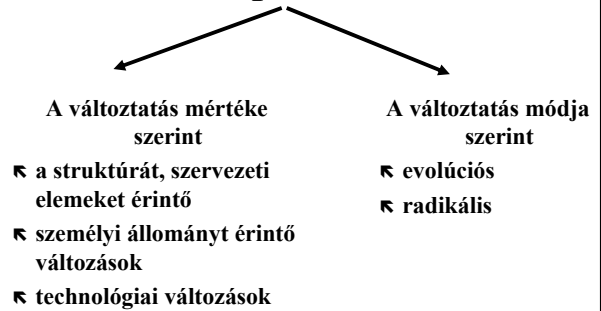 A változtatás mértéke
szerint
a struktúrát, szervezeti
elemeket érintő
személyi állományt érintő
változások
technológiai változások
A változtatás módja
szerint
evolúciós
radikális